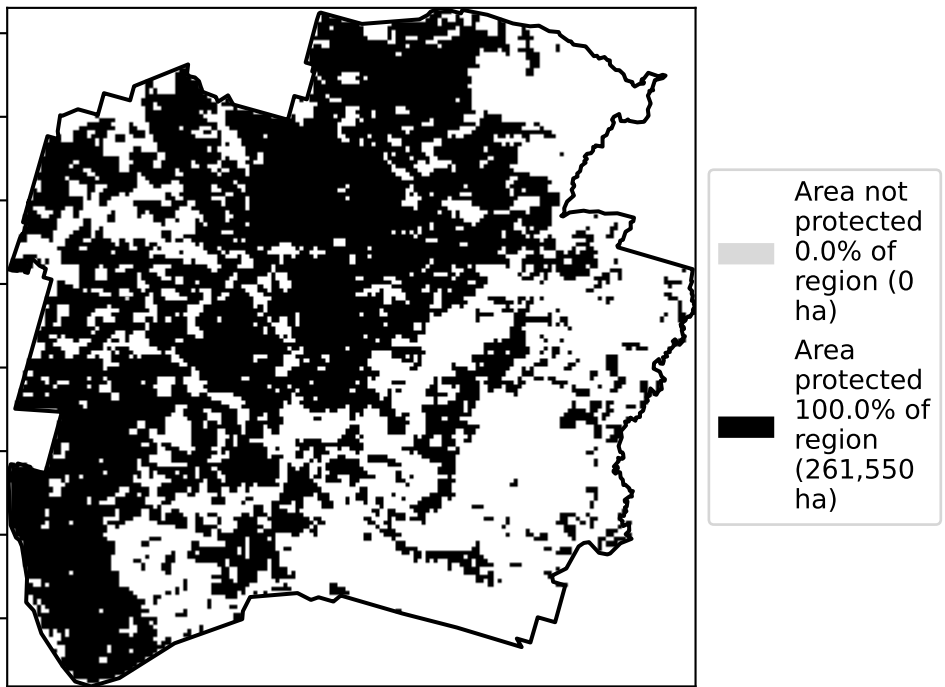 Area not
protected
0.0% of
region (0
ha)
Area
protected
100.0% of
region
(261,550
ha)